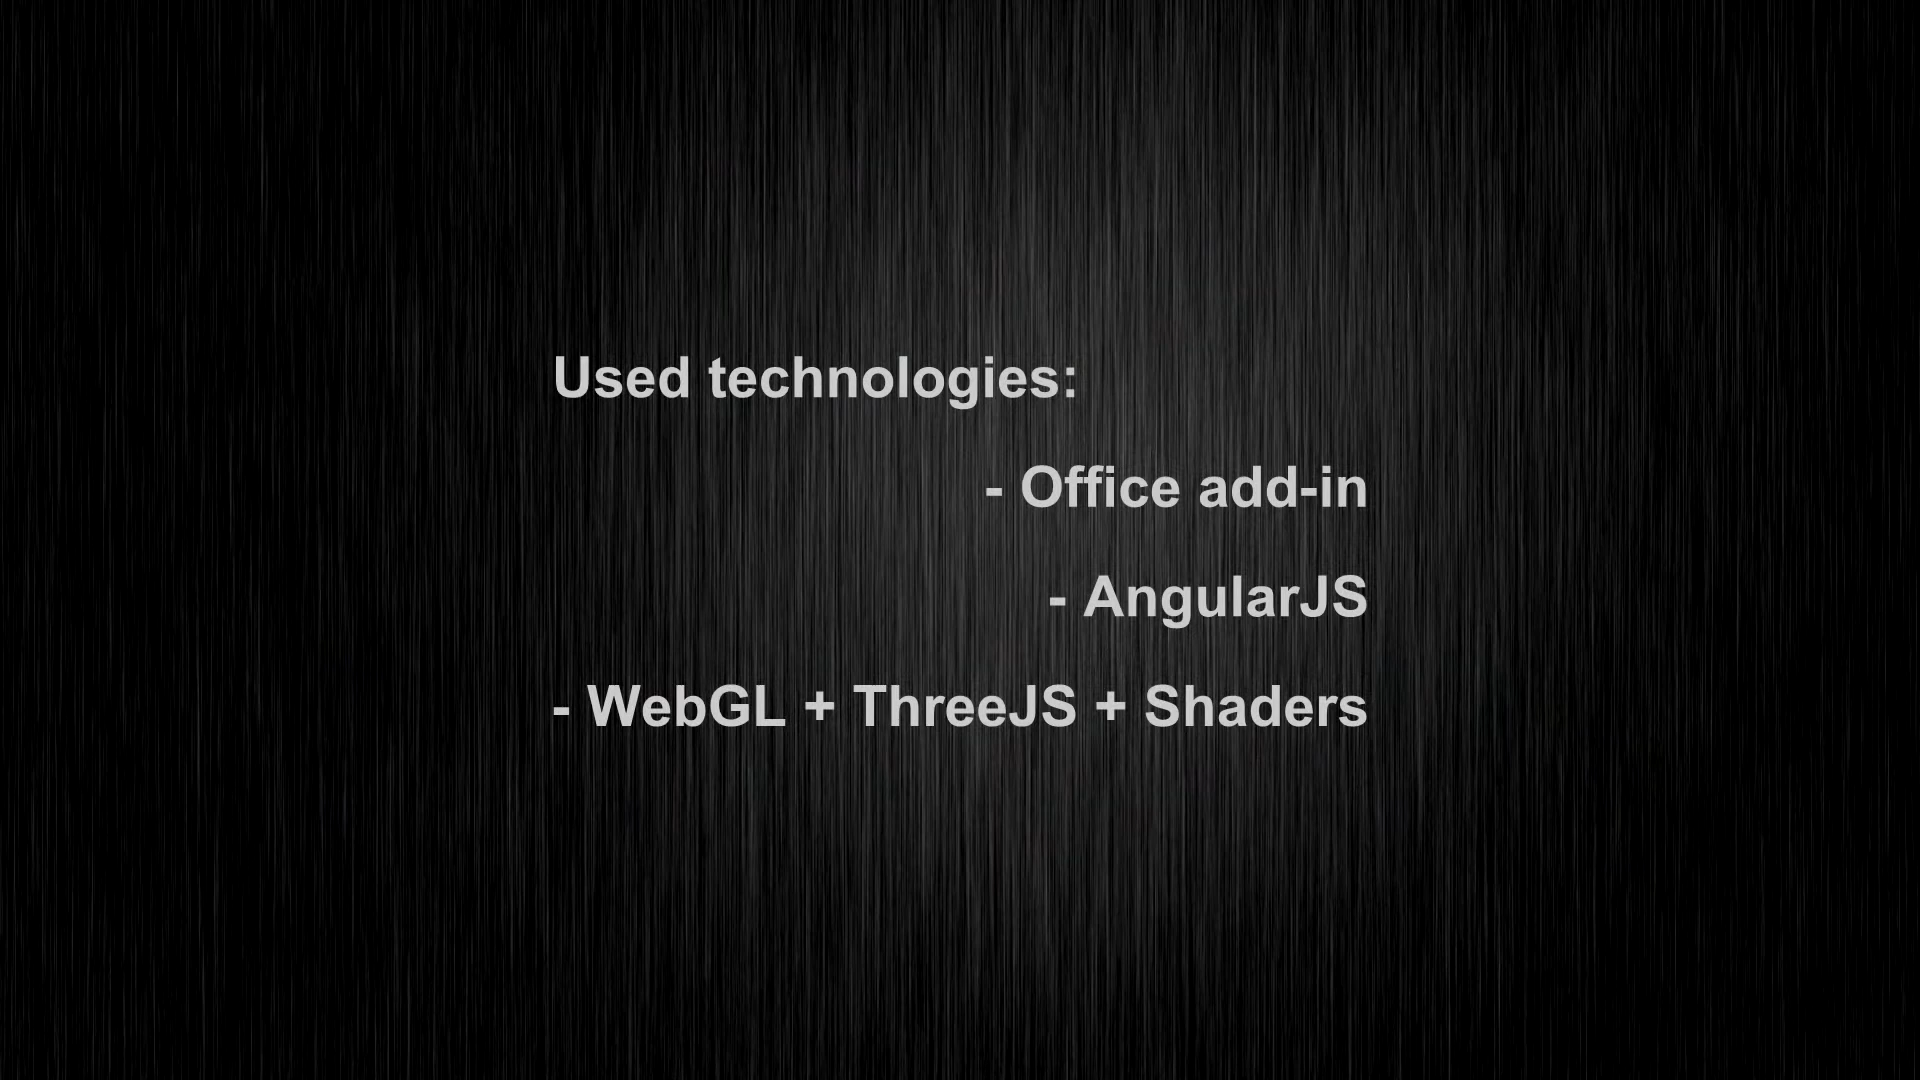 Used technologies:
- Office add-in
- AngularJS
- WebGL + ThreeJS + Shaders